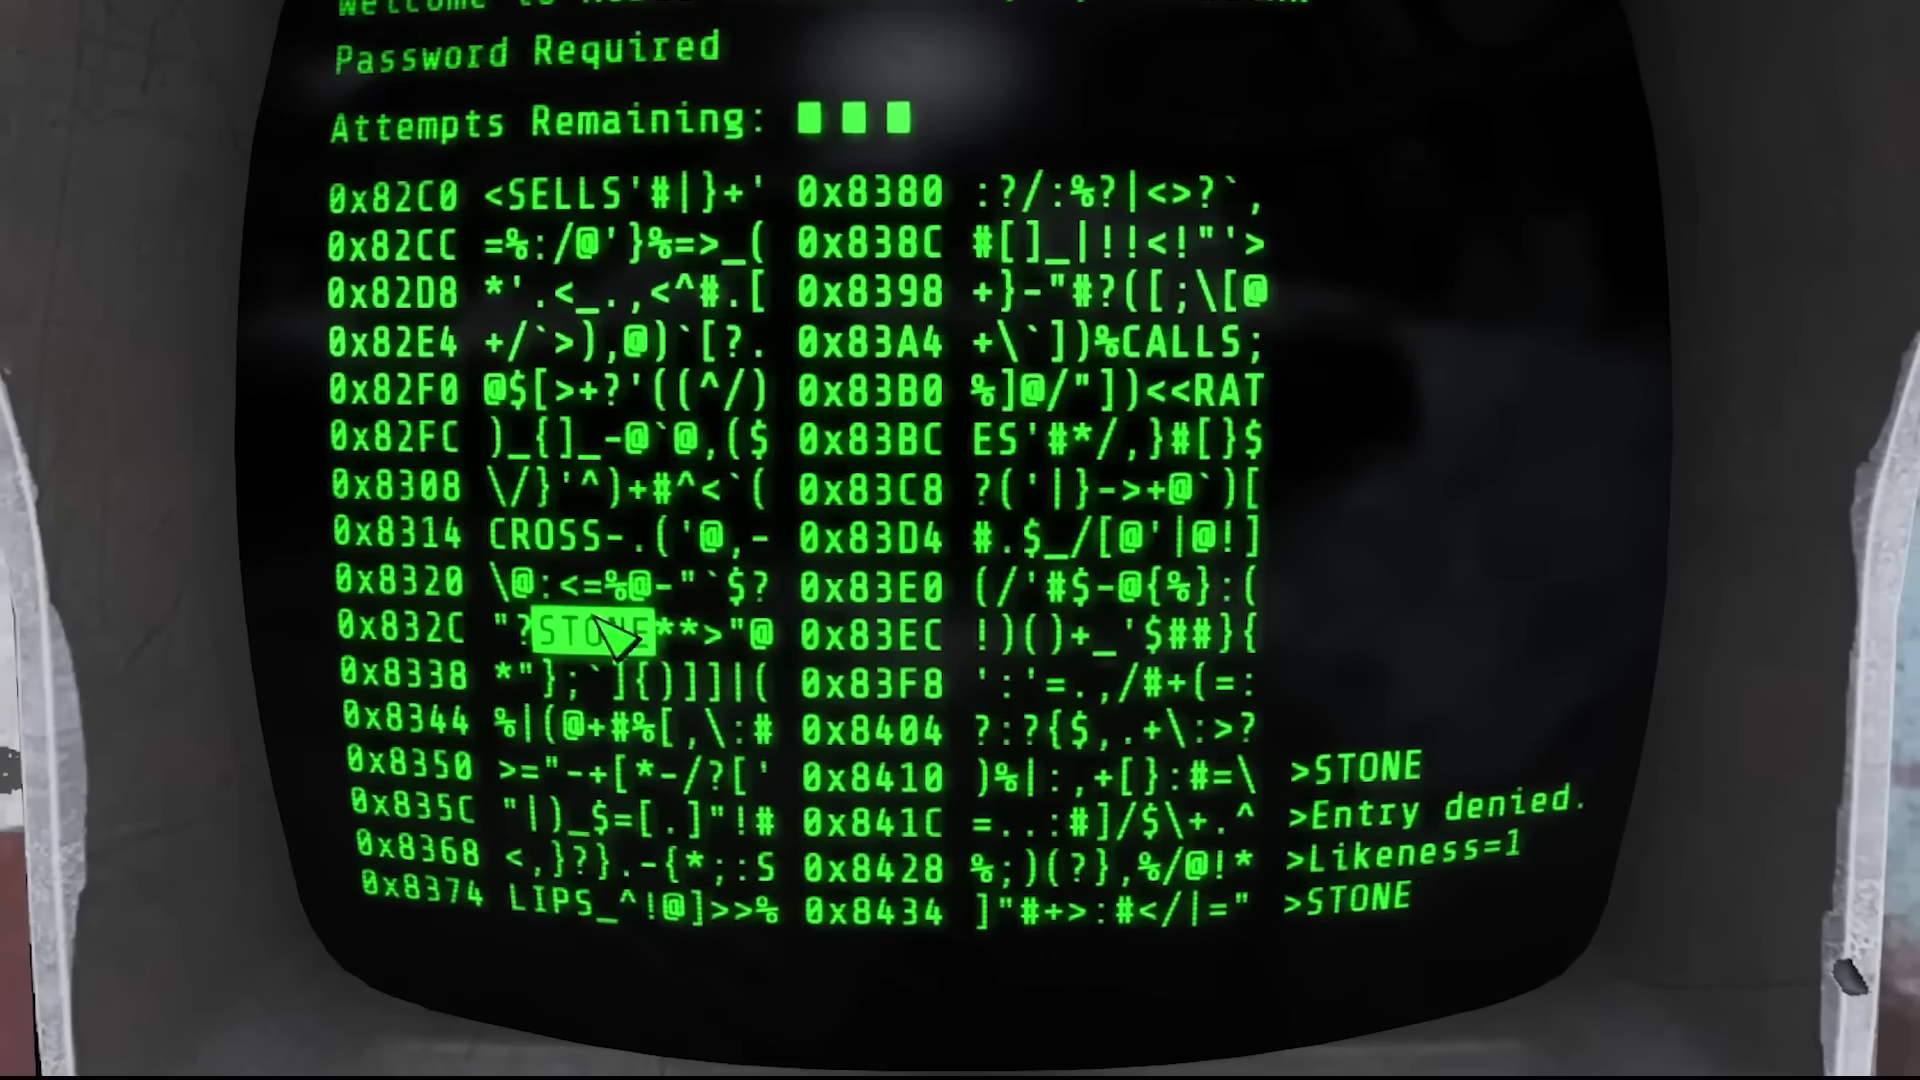 Password Required
Attempts Remaining:
0x82C0 <SELLS'#|}+' 0x8380 :?/:%?|<>?`,
0x82CC =%:/@'}%=>_( 0x838C #[]_|!!<!"'>
0x82D8 *'.<_.,<^#.[ 0x8398 +}-"#?([;\[@
0x82E4 +/`>),@)`[?. 0x83A4 +\`])%CALLS;
0x82F0 @$[>+?'((^/) 0x83B0 %]@/"])<<RAT
0x82FC )_{]_-@`@,($ 0x83BC ES'#*/,}#[}$
0x8308 \/}'^)+#^<`( 0x83C8 ?('|}->+@`)[
0x8314 CROSS-.('@,- 0x83D4 #.$_/[@'|@!]
0x8320 \@:<=%@-"`$? 0x83E0 (/'#$-@{%}:(
0x832C "?STONE**>"@ 0x83EC !)()+_'$##}{
0x8338 *"};`]{)]]|( 0x83F8 ':'=.,/#+(=:
0x8344 %|(@+#%[,\:# 0x8404 ?:?{$,.+\:>?
0x8350 >="-+[*-/?[' 0x8410 )%|:,+[}:#=\ >STONE
0x835C "|)_$=[.]"!# 0x841C =..:#]/$\+.^ >Entry denied.
0x8368 <,}?}.-{*;:S 0x8428 %;)(?},%/@!* >Likeness=1
0x8374 LIPS_^!@]>>% 0x8434 ]"#+>:#</|=" >STONE